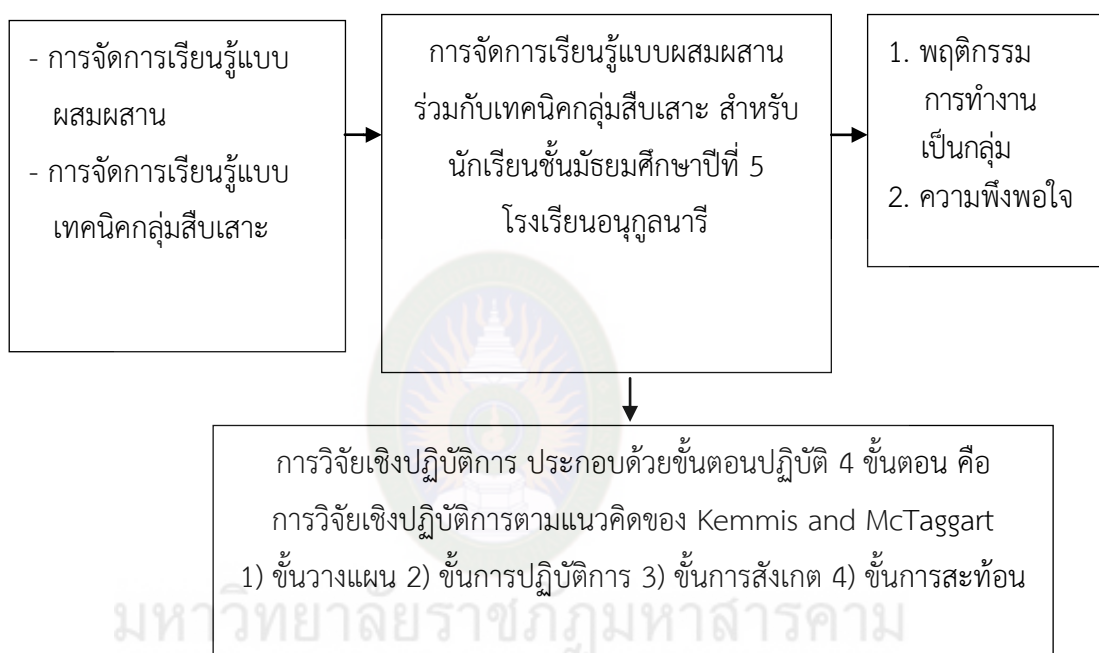 - การจัดการเรียนรู้แบบ
ผสมผสาน
- การจัดการเรียนรู้แบบ
เทคนิคกลุ่มสืบเสาะ
การจัดการเรียนรู้แบบผสมผสาน
ร่วมกับเทคนิคกลุ่มสืบเสาะ สำหรับ
นักเรียนชั้นมัธยมศึกษาปีที่ 5
โรงเรียนอนุกูลนารี
1. พฤติกรรม
การทำงาน
เป็นกลุ่ม
2. ความพึงพอใจ
การวิจัยเชิงปฏิบัติการ ประกอบด้วยขั้นตอนปฏิบัติ 4 ขั้นตอน คือ
การวิจัยเชิงปฏิบัติการตามแนวคิดของ Kemmis and McTaggart
1) ขั้นวางแผน 2) ขั้นการปฏิบัติการ 3) ขั้นการสังเกต 4) ขั้นการสะท้อน
มหาวิทยาลัยราชภัฏมหาสารคาม